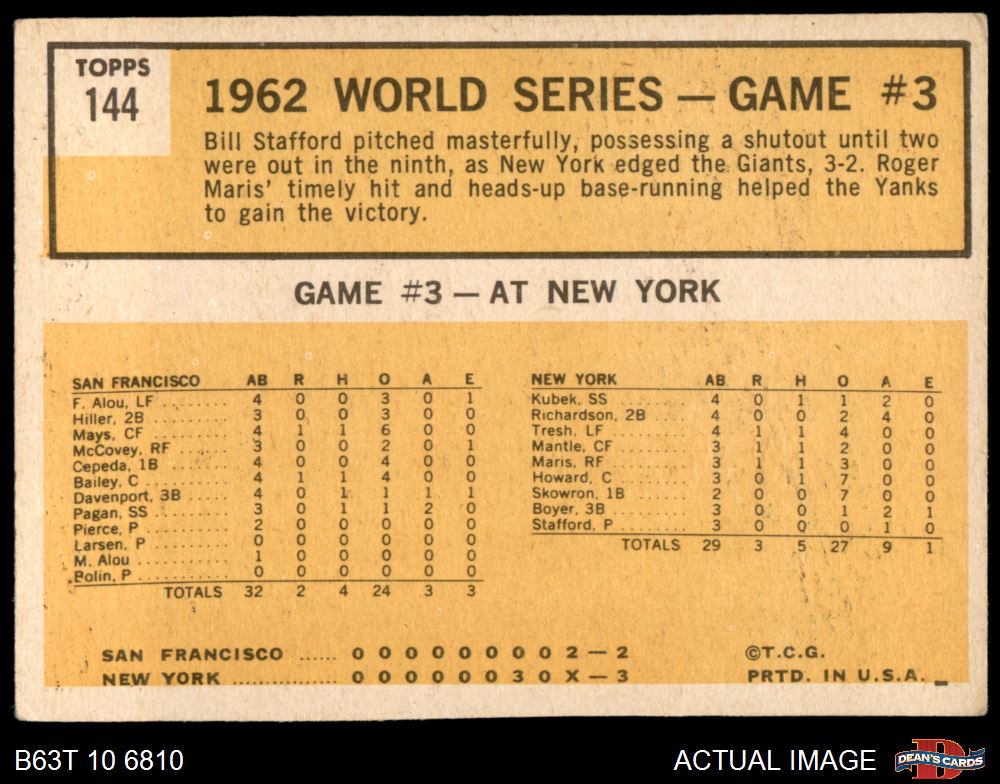 TOPPS
144
1962 WORLD SERIES — GAME #3
Bill Stafford pitched masterfully, possessing a shutout until two
were out in the ninth, as New York edged the Giants, 3-2. Roger
Maris' timely hit and heads-up base-running helped the Yanks
to gain the victory.
GAME #3 — AT NEW YORK
SAN FRANCISCO AB R H O A E
F. Alou, LF ........ 4 0 0 3 0 1
Hiller, 2B ........ 3 0 0 3 0 0
Mays, CF ........ 4 1 1 6 0 0
McCovey, RF ...... 3 0 0 2 0 1
Cepeda, 1B ....... 4 0 0 4 0 0
Bailey, C ......... 4 1 1 4 0 0
Davenport, 3B ...... 4 0 1 1 1 1
Pagan, SS ........ 3 0 1 1 2 0
Pierce, P ......... 2 0 0 0 0 0
Larsen, P ......... 0 0 0 0 0 0
M. Alou .......... 1 0 0 0 0 0
Bolin, P .......... 0 0 0 0 0 0
TOTALS 32 2 4 24 3 3
NEW YORK AB R H O A E
Kubek, SS ........ 4 0 1 1 2 0
Richardson, 2B ..... 4 0 0 2 4 0
Tresh, LF ......... 4 1 1 4 0 0
Mantle, CF ........ 3 1 1 2 0 0
Maris, RF ......... 3 1 1 3 0 0
Howard, C ........ 3 0 1 7 0 0
Skowron, 1B ....... 2 0 0 7 0 0
Boyer, 3B ......... 3 0 0 1 2 1
Stafford, P ........ 3 0 0 0 1 0
TOTALS 29 3 5 27 9 1
SAN FRANCISCO ...... 0 0 0 0 0 0 0 0 2 — 2
NEW YORK ............... 0 0 0 0 0 0 3 0 X — 3
©T.C.G.
PRTD. IN U.S.A.
B63T 10 6810
ACTUAL IMAGE
D
DEAN'S CARDS